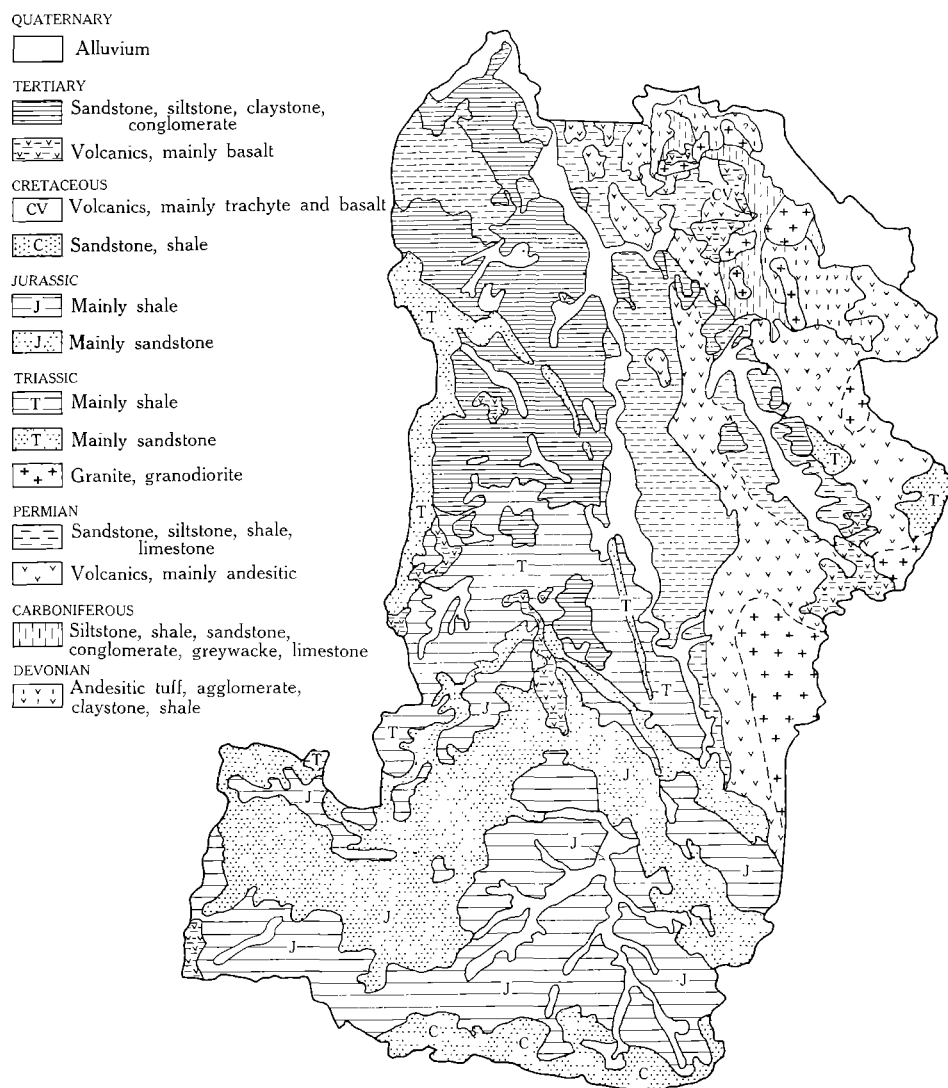 QUATERNARY
Alluvium
TERTIARY
Sandstone, siltstone, claystone,
conglomerate
Volcanics, mainly basalt
CRETACEOUS
CV Volcanics, mainly trachyte and basalt
C Sandstone, shale
JURASSIC
J Mainly shale
J Mainly sandstone
TRIASSIC
T Mainly shale
T Mainly sandstone
Granite, granodiorite
PERMIAN
Sandstone, siltstone, shale,
limestone
Volcanics, mainly andesitic
CARBONIFEROUS
Siltstone, shale, sandstone,
conglomerate, greywacke, limestone
DEVONIAN
Andesitic tuff, agglomerate,
claystone, shale
CV
T
T
T
T
T
T
T
J
T
T
J
J
J
J
J
J
J
J
C
C
C